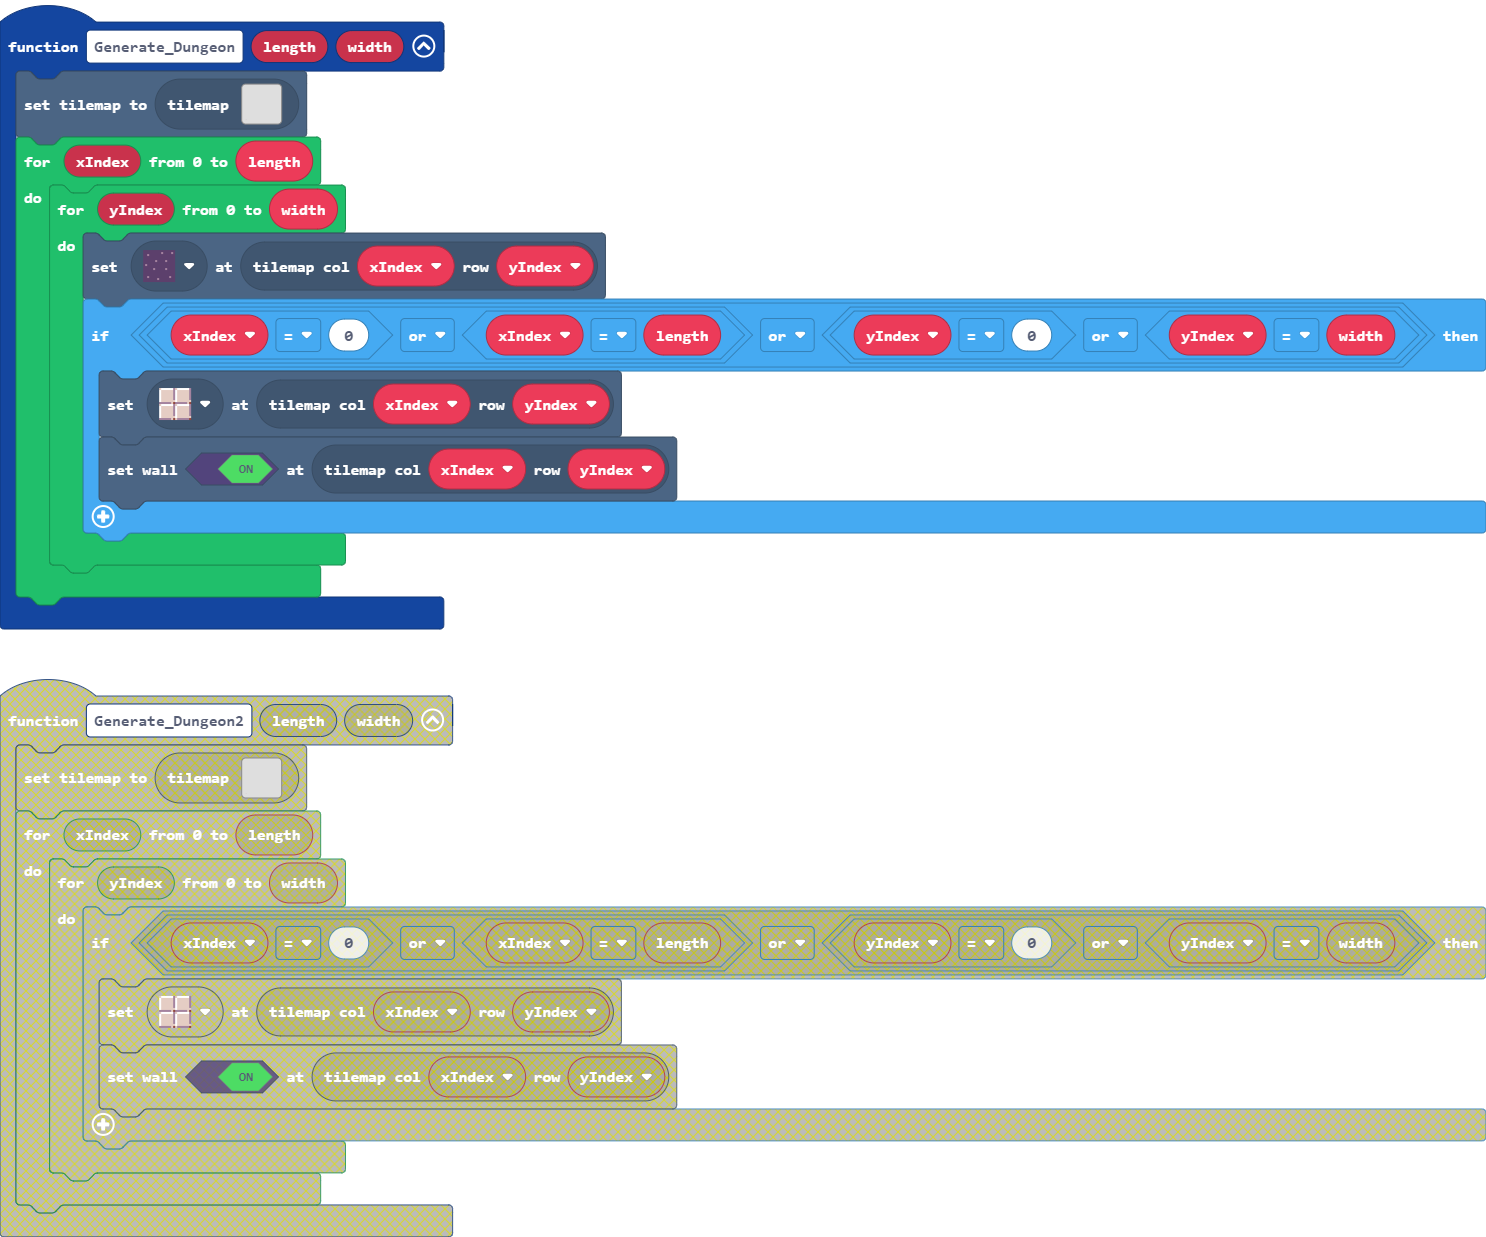 function Generate_Dungeon length width
set tilemap to tilemap
for xIndex from 0 to length
do for yIndex from 0 to width
do set at tilemap col xIndex row yIndex
if xIndex = 0 or xIndex = length or yIndex = 0 or yIndex = width then
set at tilemap col xIndex row yIndex
set wall ON at tilemap col xIndex row yIndex
function Generate_Dungeon2 length width
set tilemap to tilemap
for xIndex from 0 to length
do for yIndex from 0 to width
do if xIndex = 0 or xIndex = length or yIndex = 0 or yIndex = width then
set at tilemap col xIndex row yIndex
set wall ON at tilemap col xIndex row yIndex